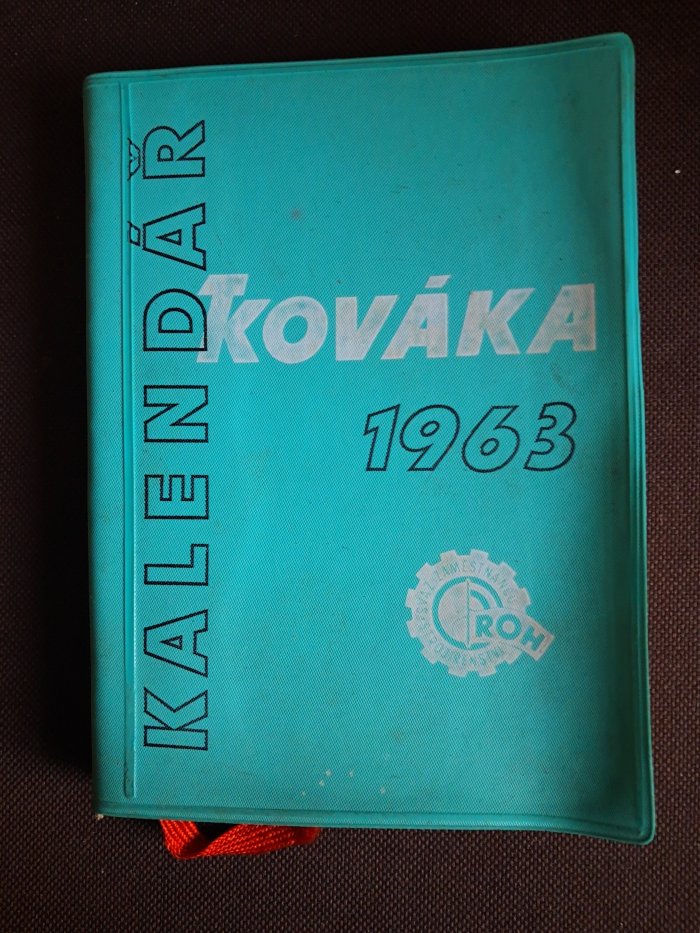 KALENDÁŘ
KOVÁKA
1963
ROH